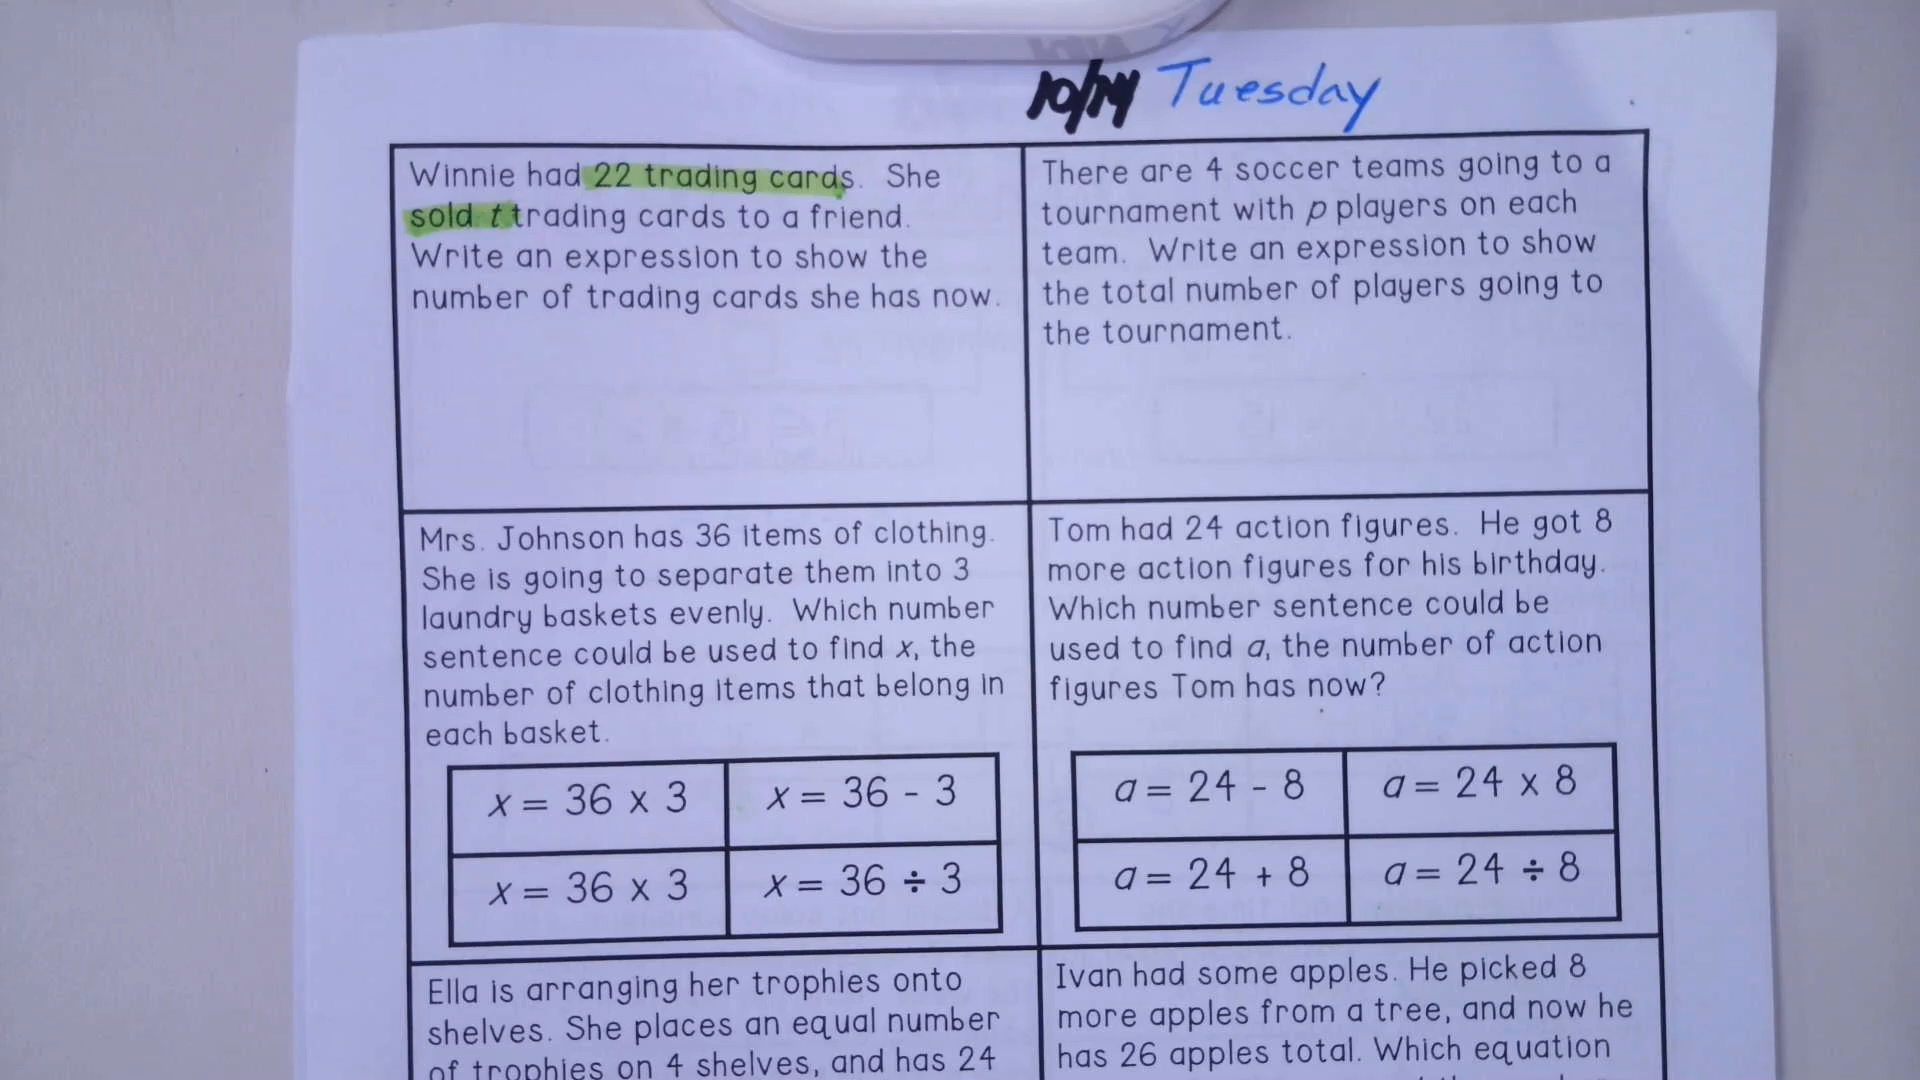 10/14 Tuesday
Winnie had 22 trading cards. She
sold t trading cards to a friend.
Write an expression to show the
number of trading cards she has now.
There are 4 soccer teams going to a
tournament with p players on each
team. Write an expression to show
the total number of players going to
the tournament.
Mrs. Johnson has 36 items of clothing.
She is going to separate them into 3
laundry baskets evenly. Which number
sentence could be used to find x, the
number of clothing items that belong in
each basket.
x = 36 x 3
x = 36 - 3
x = 36 x 3
x = 36 ÷ 3
Tom had 24 action figures. He got 8
more action figures for his birthday.
Which number sentence could be
used to find a, the number of action
figures Tom has now?
a = 24 - 8
a = 24 x 8
a = 24 + 8
a = 24 ÷ 8
Ella is arranging her trophies onto
shelves. She places an equal number
of trophies on 4 shelves, and has 24
Ivan had some apples. He picked 8
more apples from a tree, and now he
has 26 apples total. Which equation